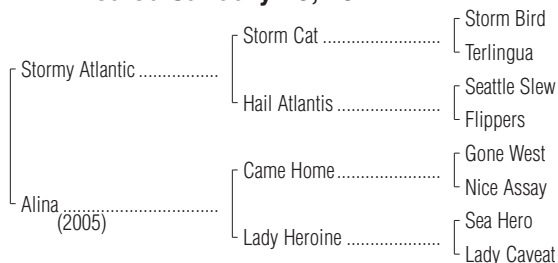 Storm Bird
Storm Cat ........................
Terlingua
Stormy Atlantic ..................
Seattle Slew
Hail Atlantis ......................
Flippers
Gone West
Came Home .....................
Nice Assay
Alina ...................................
(2005)
Sea Hero
Lady Heroine ....................
Lady Caveat